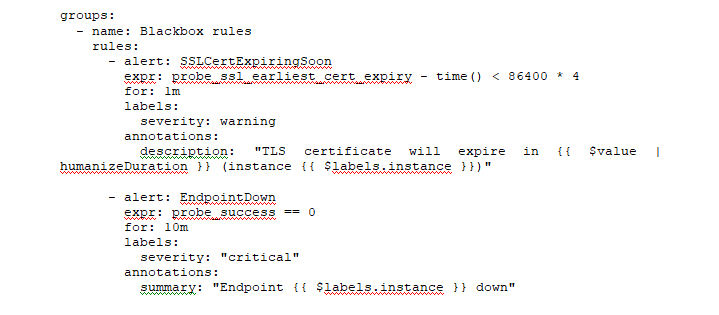 groups:
  - name: Blackbox rules
    rules:
      - alert: SSLCertExpiringSoon
        expr: probe_ssl_earliest_cert_expiry - time() < 86400 * 4
        for: 1m
        labels:
          severity: warning
        annotations:
          description: "TLS certificate will expire in {{ $value |
humanizeDuration }} (instance {{ $labels.instance }})"

      - alert: EndpointDown
        expr: probe_success == 0
        for: 10m
        labels:
          severity: "critical"
        annotations:
          summary: "Endpoint {{ $labels.instance }} down"